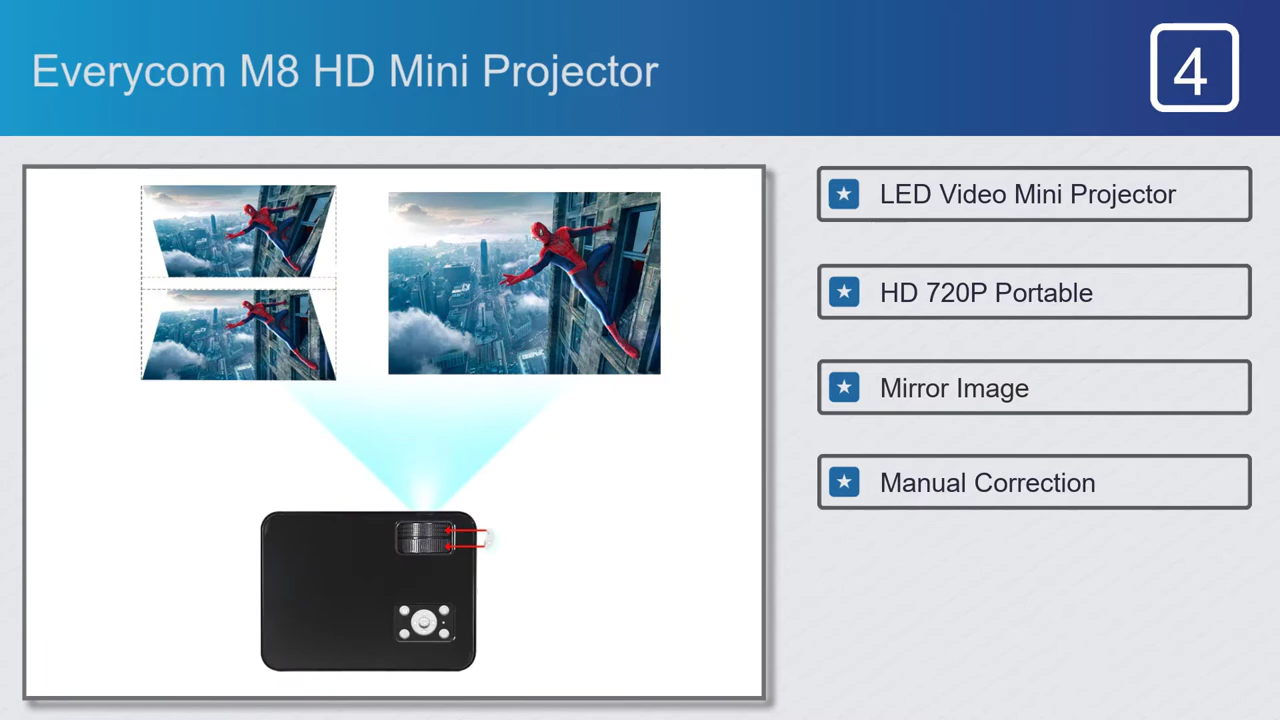 Everycom M8 HD Mini Projector
4
LED Video Mini Projector
HD 720P Portable
Mirror Image
Manual Correction